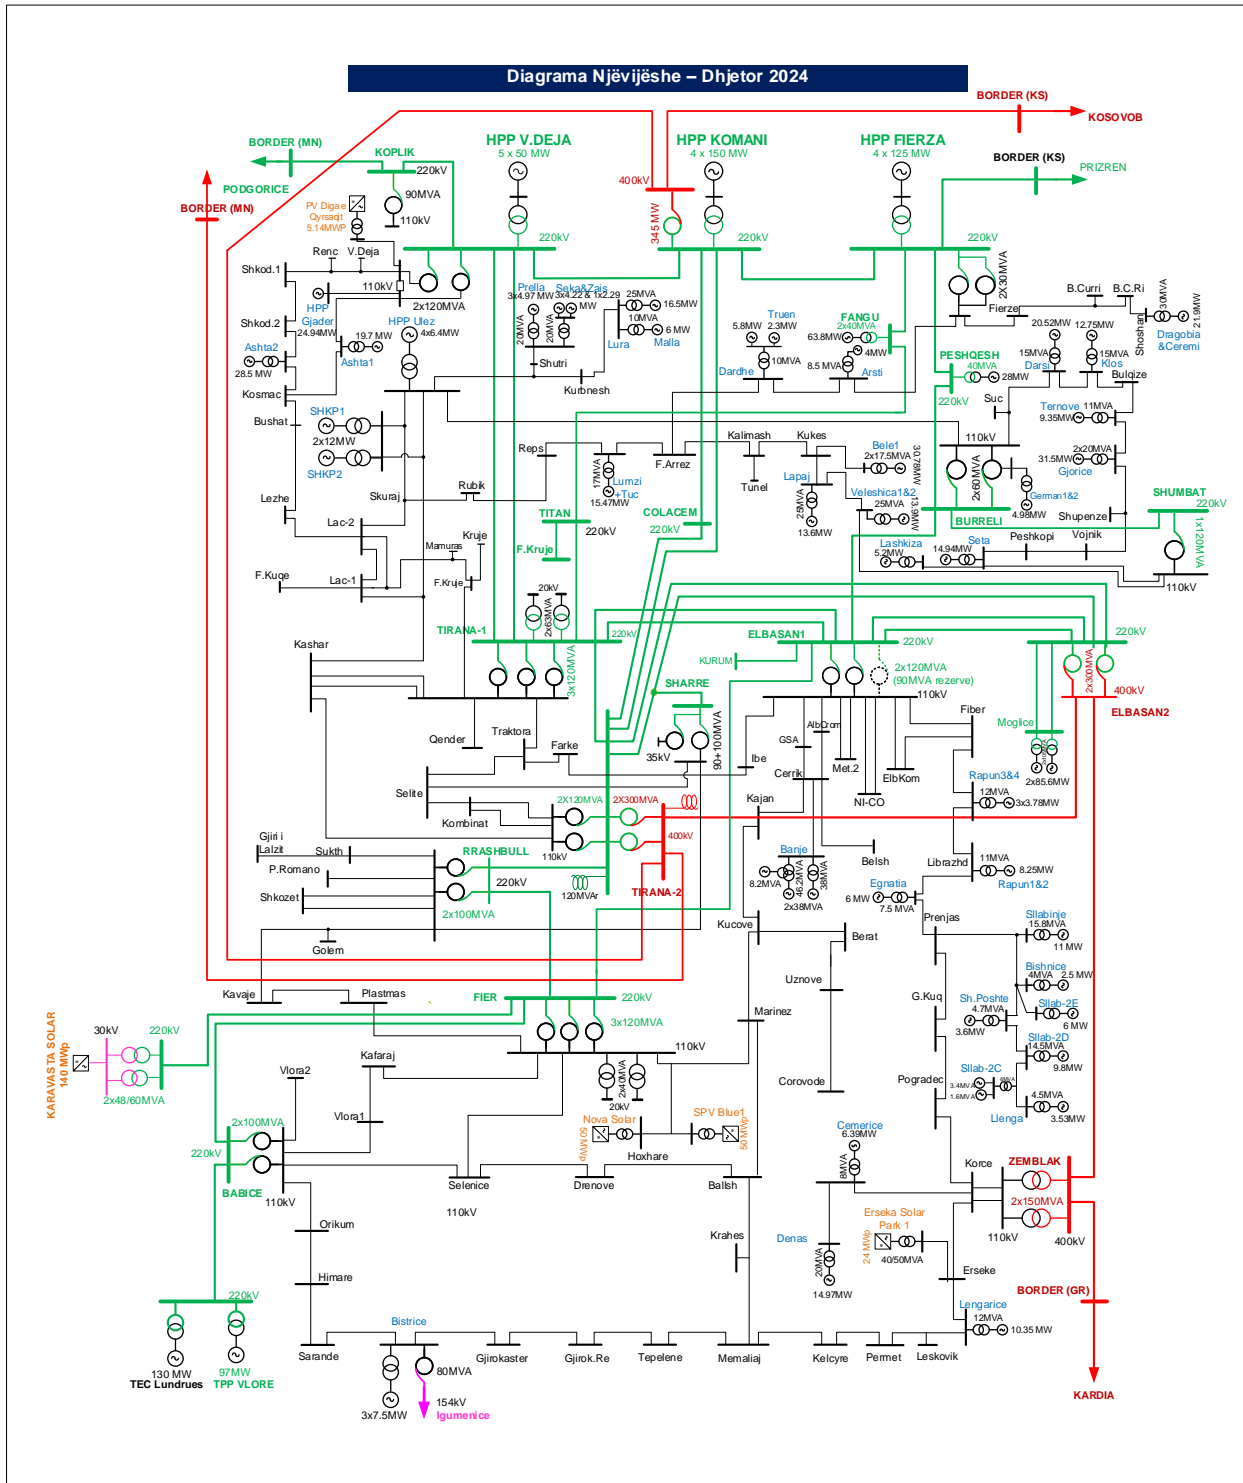 Diagrama Njëvijëshe – Dhjetor 2024
BORDER (KS)
KOSOVOB
BORDER (MN)
KOPLIK
HPP V.DEJA
5 x 50 MW
HPP KOMANI
4 x 150 MW
HPP FIERZA
4 x 125 MW
BORDER (KS)
PRIZREN
220kV
PODGORICE
90MVA
BORDER (MN)
PV Digae
Qyrsaqit
5.14MWP
110kV
400kV
345 MW
220kV
220kV
220kV
Renc
V.Deja
Shkod.1
110kV
2x120MVA
HPP
Gjader
24.94MW
HPP Ulez
4x6.4MW
Prella
3x4.97 MW
20MVA
Seka&Zais
3x4.22 & 1x2.29
MW
20MVA
25MVA
16.5MW
10MVA
6 MW
Lura
Malla
Truen
5.8MW
2.3MW
10MVA
Dardhe
FANGU
2x40MVA
63.8MW
4MW
8.5 MVA
Arsti
2X30MVA
Fierze
B.Curri
B.C.Ri
Shoshan
30MVA
21.9MW
Dragobia
&Ceremi
Shkod.2
19.7 MW
Ashta1
Ashta2
28.5 MW
Kosmac
Bushat
Shutri
Kurbnesh
PESHQESH
40MVA
28MW
220kV
20.52MW
15MVA
Darsi
12.75MW
15MVA
Klos
Bulqize
Suc
Ternove
11MVA
9.35MW
SHKP1
2x12MW
SHKP2
Reps
17MVA
Lumzi
+Tuc
15.47MW
F.Arrez
Kalimash
Tunel
Kukes
Bele1
2x17.5MVA
30.78MW
Lapaj
25MVA
13.6MW
Veleshica1&2
25MVA
13.9MW
110kV
2x60MVA
German1&2
4.98MW
2x20MVA
31.5MW
Gjorice
Lezhe
Skuraj
Rubik
Lac-2
Mamuras
Kruje
F.Kuqe
Lac-1
F.Kruje
TITAN
220kV
F.Kruje
COLACEM
220kV
BURRELI
Shupenze
SHUMBAT
220kV
1x120MVA
110kV
Lashkiza
5.2MW
Seta
14.94MW
Peshkopi
Vojnik
20kV
2x63MVA
TIRANA-1
220kV
3x120MVA
ELBASAN1
220kV
KURUM
2x120MVA
(90MVA rezerve)
110kV
220kV
2x300MVA
400kV
ELBASAN2
Kashar
SHARRE
35kV
90+100MVA
Qender
Traktora
Farke
Ibe
GSA
AlbCrom
Cerrik
Met.2
NI-CO
ElbKom
Fiber
Moglice
2x85.6MW
Selite
Kombinat
2X120MVA
2X300MVA
400kV
110kV
120MVAr
TIRANA-2
Kajan
Rapun3&4
12MVA
3x3.78MW
Gjiri i
Lalzit
Sukth
P.Romano
Shkozet
RRASHBULL
220kV
2x100MVA
Golem
Banje
8.2MVA
46.2MVA
38MVA
2x38MVA
Belsh
Librazhd
11MVA
8.25MW
Rapun1&2
Egnatia
6 MW
7.5 MVA
Kucove
Berat
Prenjas
Sllabinje
15.8MVA
11 MW
Bishnice
4MVA
2.5 MW
Kavaje
Plastmas
FIER
220kV
3x120MVA
110kV
Uznove
Marinez
Corovode
G.Kuq
Sh.Poshte
4.7MVA
3.6MW
Sllab-2E
6 MW
Sllab-2D
14.5MVA
9.8MW
KARAVASTA SOLAR
140 MWp
30kV
220kV
2x48/60MVA
Vlora2
Kafaraj
Vlora1
2x40MVA
20kV
Pogradec
Sllab-2C
3.4MVA
1.6MVA
4.5MVA
3.53MW
Llenga
2x100MVA
220kV
BABICE
110kV
Nova Solar
50 MWp
SPV Blue1
50 MWp
Hoxhare
Selenice
110kV
Drenove
Ballsh
Cemerice
6.39MW
8MVA
Korce
ZEMBLAK
2x150MVA
110kV
400kV
Orikum
Krahes
Denas
20MVA
14.97MW
Erseka Solar
Park 1
24 MWp
40/50MVA
Himare
Erseke
BORDER (GR)
220kV
130 MW
TEC Lundrues
97MW
TPP VLORE
Sarande
Bistrice
80MVA
3x7.5MW
154kV
Igumenice
Gjirokaster
Gjirok.Re
Tepelene
Memaliaj
Kelcyre
Permet
Leskovik
Lengarice
12MVA
10.35 MW
KARDIA